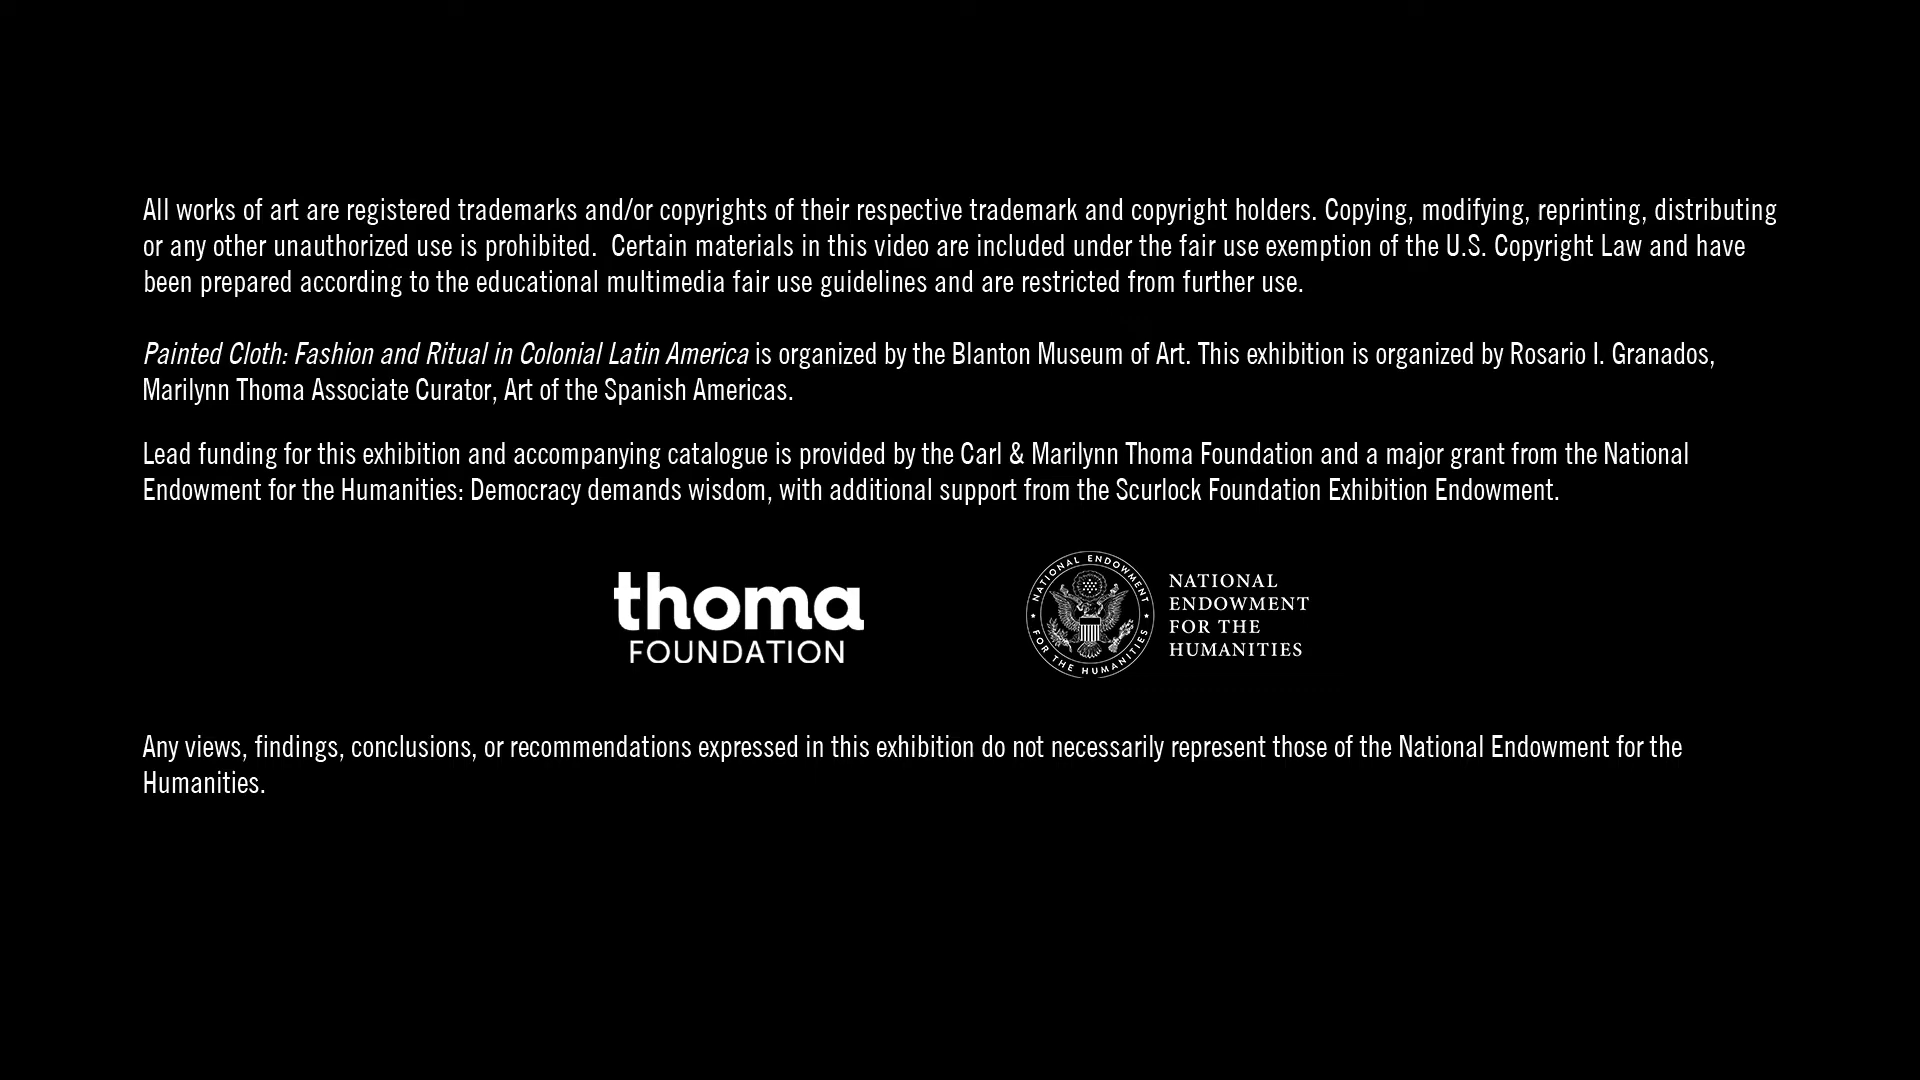 All works of art are registered trademarks and/or copyrights of their respective trademark and copyright holders. Copying, modifying, reprinting, distributing
or any other unauthorized use is prohibited.  Certain materials in this video are included under the fair use exemption of the U.S. Copyright Law and have
been prepared according to the educational multimedia fair use guidelines and are restricted from further use.
Painted Cloth: Fashion and Ritual in Colonial Latin America is organized by the Blanton Museum of Art. This exhibition is organized by Rosario I. Granados,
Marilynn Thoma Associate Curator, Art of the Spanish Americas.
Lead funding for this exhibition and accompanying catalogue is provided by the Carl & Marilynn Thoma Foundation and a major grant from the National
Endowment for the Humanities: Democracy demands wisdom, with additional support from the Scurlock Foundation Exhibition Endowment.
thoma
FOUNDATION
NATIONAL ENDOWMENT
FOR THE HUMANITIES
NATIONAL
ENDOWMENT
FOR THE
HUMANITIES
Any views, findings, conclusions, or recommendations expressed in this exhibition do not necessarily represent those of the National Endowment for the
Humanities.